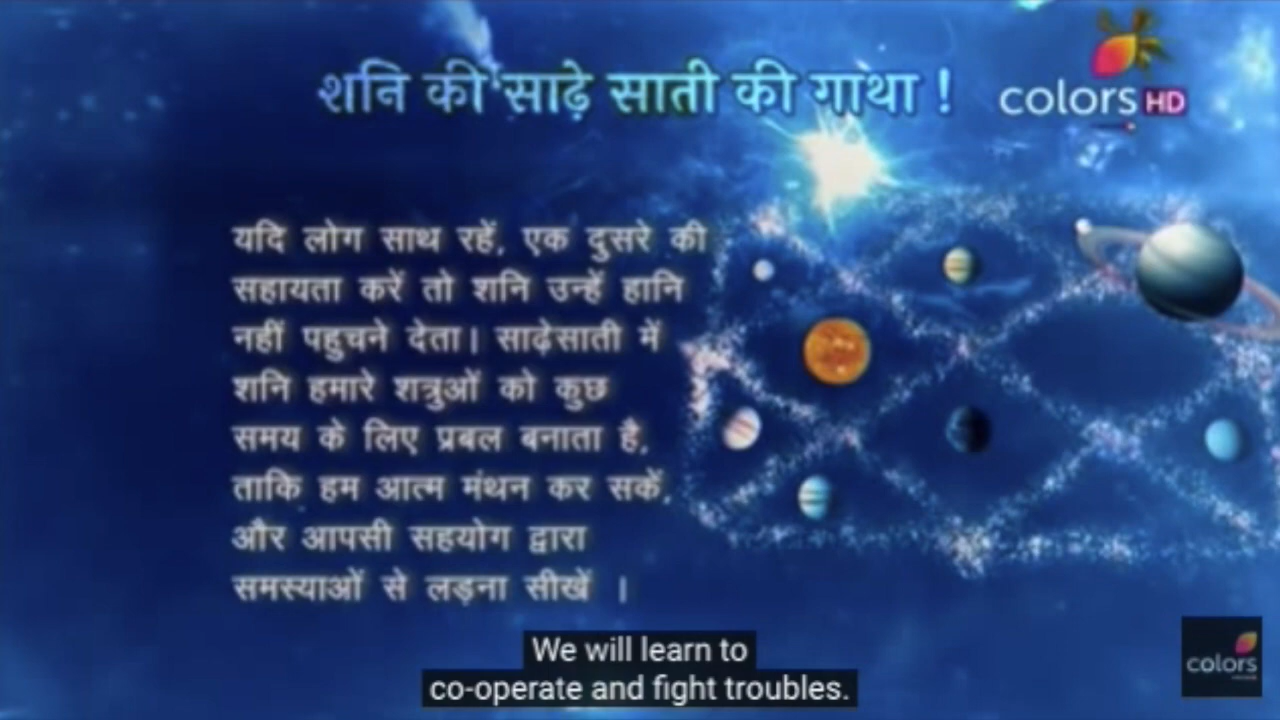 शनि की साढ़े साती की गाथा !
colors HD
यदि लोग साथ रहें, एक दुसरे की
सहायता करें तो शनि उन्हें हानि
नहीं पहुचने देता। साढ़ेसाती में
शनि हमारे शत्रुओं को कुछ
समय के लिए प्रबल बनाता है,
ताकि हम आत्म मंथन कर सकें,
और आपसी सहयोग द्वारा
समस्याओं से लड़ना सीखें ।
We will learn to
co-operate and fight troubles.
colors